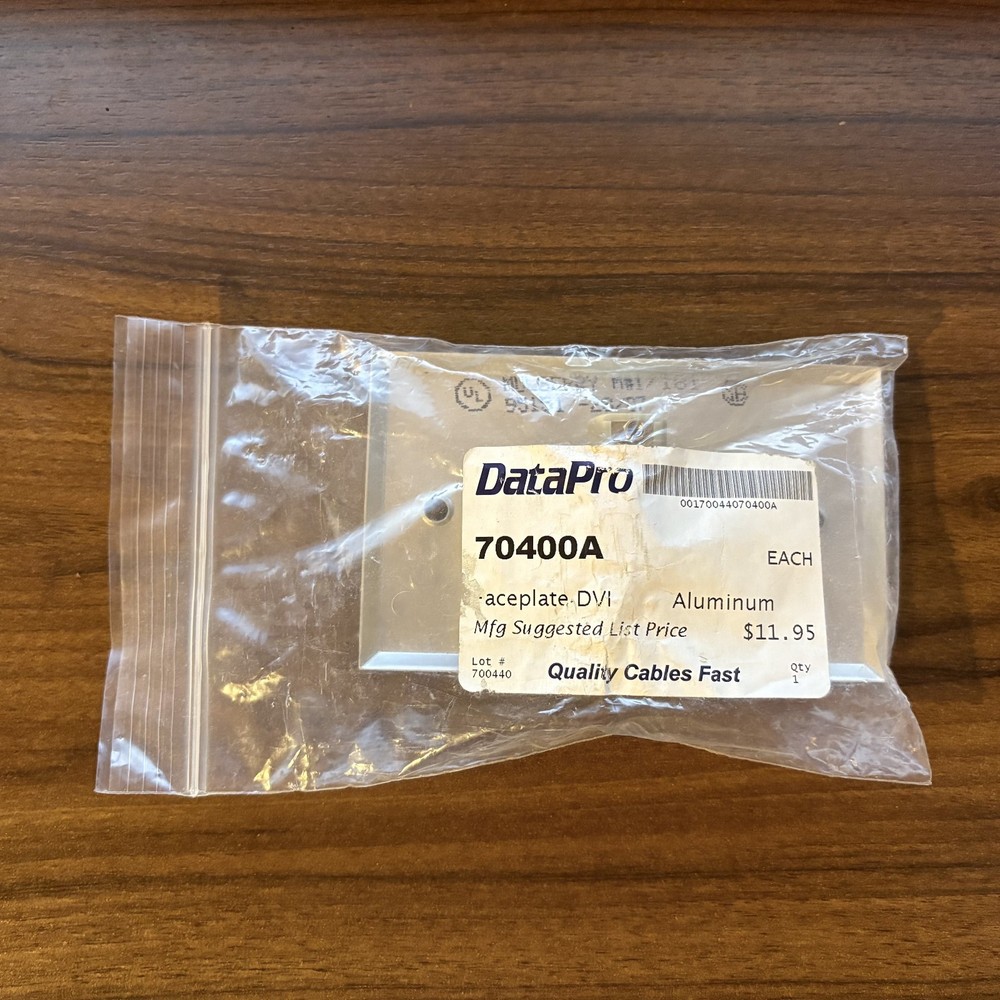 UL
DataPro
00170044070400A
70400A
EACH
aceplate DVI Aluminum
Mfg Suggested List Price $11.95
Lot #
700440
Quality Cables Fast
Qty
1